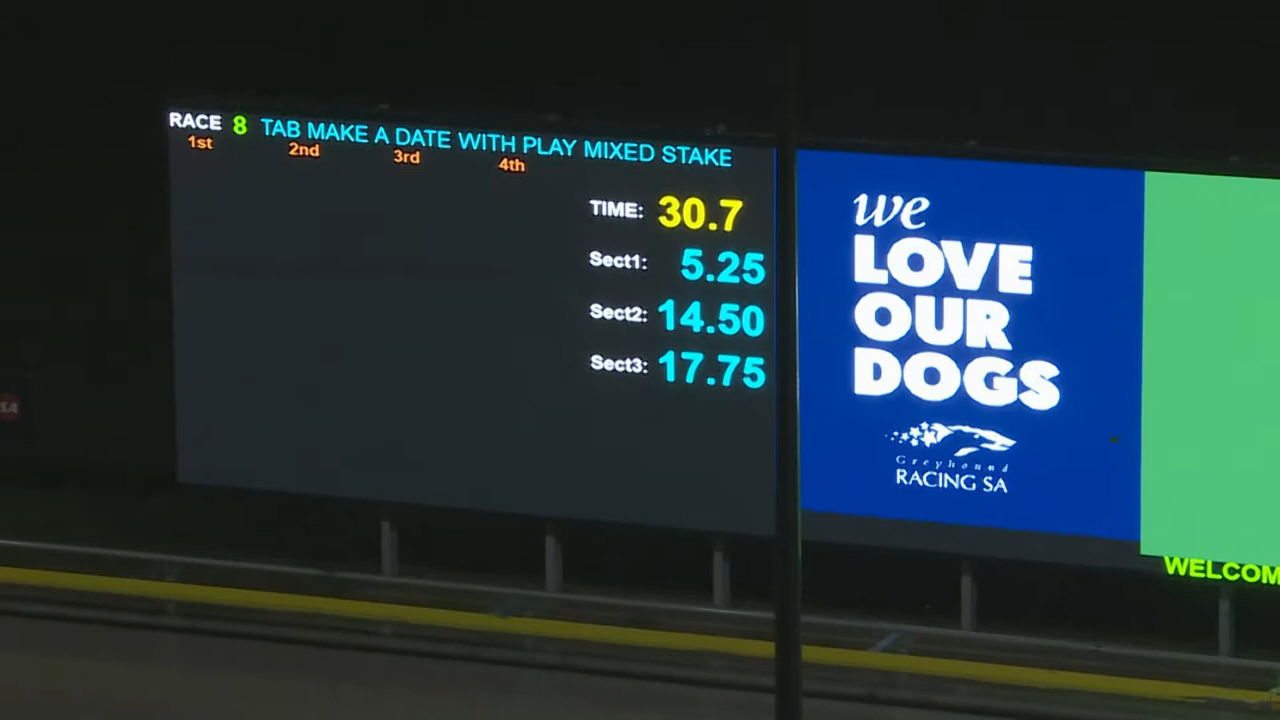 RACE 8 TAB MAKE A DATE WITH PLAY MIXED STAKE
1st 2nd 3rd 4th
TIME: 30.7
Sect1: 5.25
Sect2: 14.50
Sect3: 17.75
we
LOVE
OUR
DOGS
Greyhound
RACING SA
WELCOM
SA